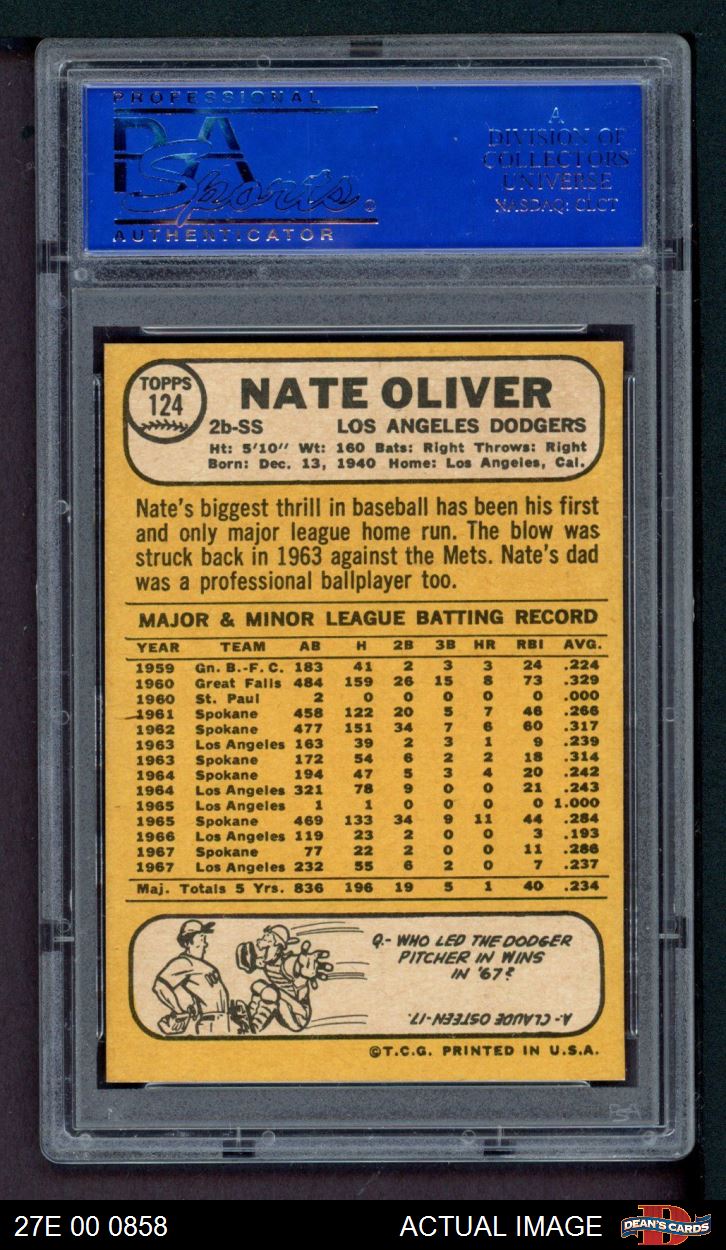 PROFESSIONAL
PSA
Sports
AUTHENTICATOR
A
DIVISION OF
COLLECTORS
UNIVERSE
NASDAQ: CLCT
TOPPS
124
NATE OLIVER
2b-SS LOS ANGELES DODGERS
Ht: 5'10" Wt: 160 Bats: Right Throws: Right
Born: Dec. 13, 1940 Home: Los Angeles, Cal.
Nate's biggest thrill in baseball has been his first
and only major league home run. The blow was
struck back in 1963 against the Mets. Nate's dad
was a professional ballplayer too.
MAJOR & MINOR LEAGUE BATTING RECORD
YEAR TEAM AB H 2B 3B HR RBI AVG.
1959 Gn. B.-F. C. 183 41 2 3 3 24 .224
1960 Great Falls 484 159 26 15 8 73 .329
1960 St. Paul 2 0 0 0 0 0 .000
1961 Spokane 458 122 20 5 7 46 .266
1962 Spokane 477 151 34 7 6 60 .317
1963 Los Angeles 163 39 2 3 1 9 .239
1963 Spokane 172 54 6 2 2 18 .314
1964 Spokane 194 47 5 3 4 20 .242
1964 Los Angeles 321 78 9 0 0 21 .243
1965 Los Angeles 1 1 0 0 0 0 1.000
1965 Spokane 469 133 34 9 11 44 .284
1966 Los Angeles 119 23 2 0 0 3 .193
1967 Spokane 77 22 2 0 0 11 .286
1967 Los Angeles 232 55 6 2 0 7 .237
Maj. Totals 5 Yrs. 836 196 19 5 1 40 .234
Q.- WHO LED THE DODGER
PITCHER IN WINS
IN '67?
A- CLAUDE OSTEEN-17.
©T.C.G. PRINTED IN U.S.A.
PSA
27E 00 0858 ACTUAL IMAGE
D
DEAN'S CARDS